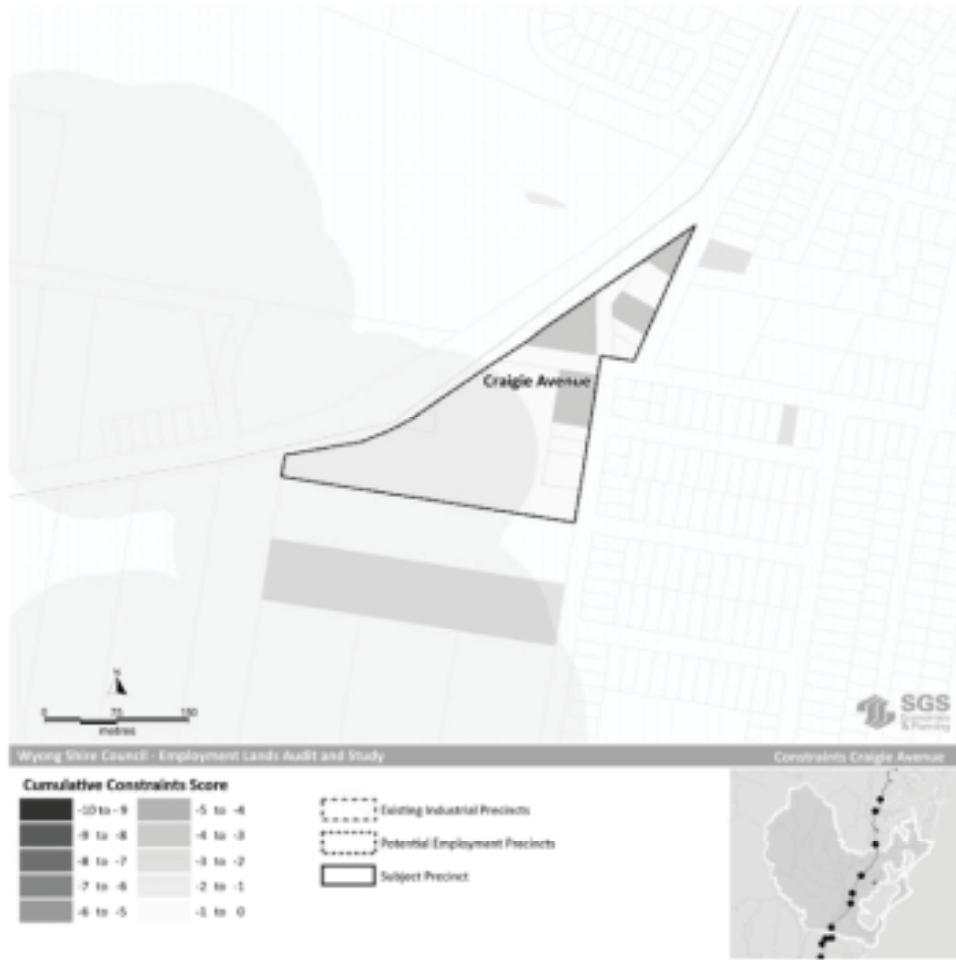 Craigie Avenue
N
0 75 150
metres
SGS
Economics
& Planning
Wyong Shire Council - Employment Lands Audit and Study
Constraints Craigie Avenue
Cumulative Constraints Score
-10 to - 9
-9 to -8
-8 to -7
-7 to -6
-6 to -5
-5 to -4
-4 to -3
-3 to -2
-2 to -1
-1 to 0
Existing Industrial Precincts
Potential Employment Precincts
Subject Precinct